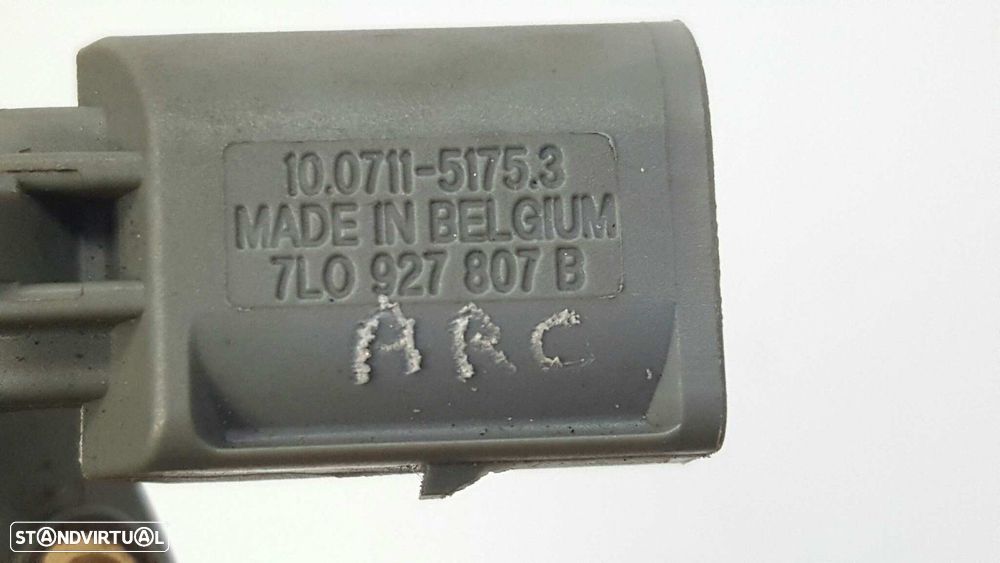 10.0711-5175.3
MADE IN BELGIUM
7L0 927 807 B
ARC
STANDVIRTUAL